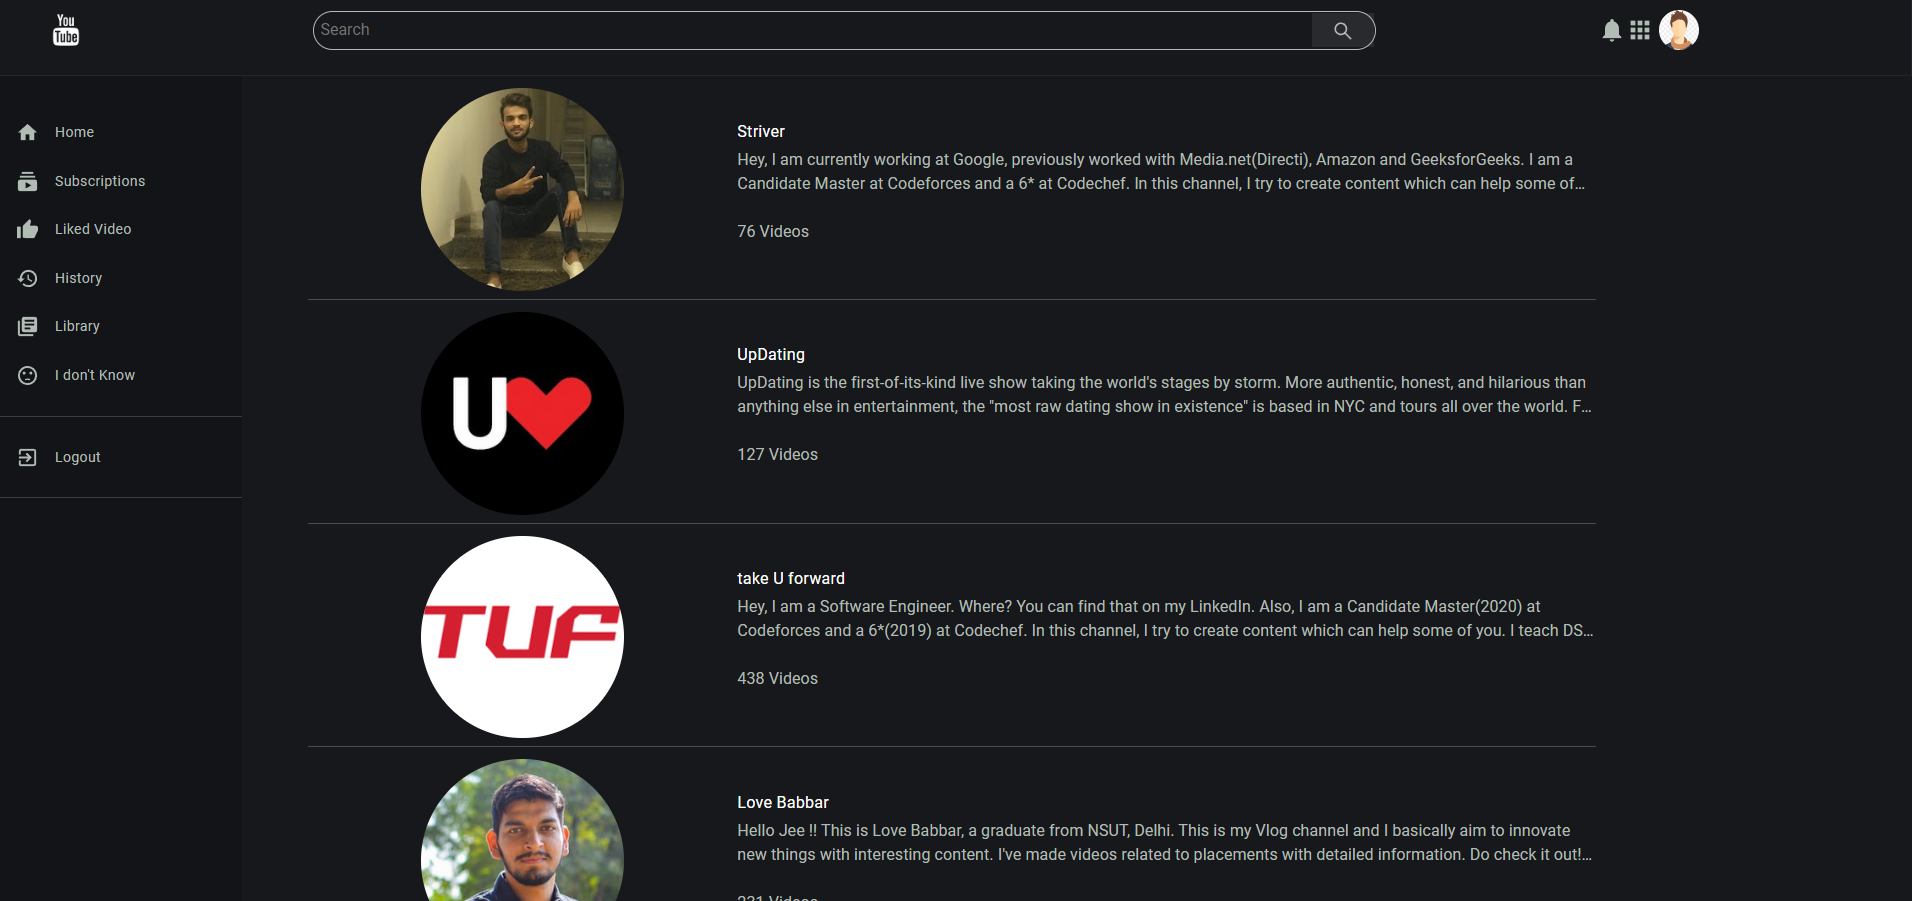 You
Tube
Search
Home
Subscriptions
Liked Video
History
Library
I don't Know
Logout
Striver
Hey, I am currently working at Google, previously worked with Media.net(Directi), Amazon and GeeksforGeeks. I am a
Candidate Master at Codeforces and a 6* at Codechef. In this channel, I try to create content which can help some of...
76 Videos
U
UpDating
UpDating is the first-of-its-kind live show taking the world's stages by storm. More authentic, honest, and hilarious than
anything else in entertainment, the "most raw dating show in existence" is based in NYC and tours all over the world. F...
127 Videos
TUF
take U forward
Hey, I am a Software Engineer. Where? You can find that on my LinkedIn. Also, I am a Candidate Master(2020) at
Codeforces and a 6*(2019) at Codechef. In this channel, I try to create content which can help some of you. I teach DS...
438 Videos
Love Babbar
Hello Jee !! This is Love Babbar, a graduate from NSUT, Delhi. This is my Vlog channel and I basically aim to innovate
new things with interesting content. I've made videos related to placements with detailed information. Do check it out!...
Videos